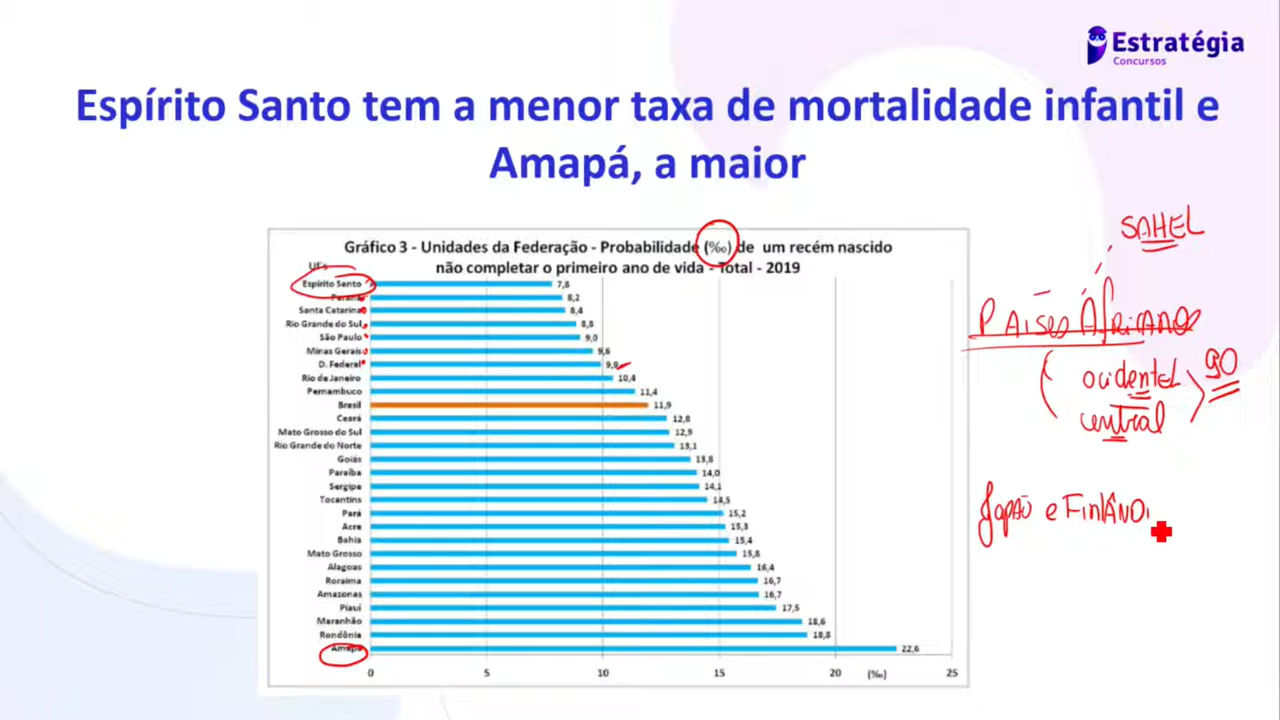 Estratégia
Concursos
Espírito Santo tem a menor taxa de mortalidade infantil e
Amapá, a maior
Gráfico 3 - Unidades da Federação - Probabilidade (‰) de um recém nascido
não completar o primeiro ano de vida - Total - 2019
UFs
Espírito Santo 7,8
Paraná 8,2
Santa Catarina 8,4
Rio Grande do Sul 8,8
São Paulo 9,0
Minas Gerais 9,6
D. Federal 9,9
Rio de Janeiro 10,4
Pernambuco 11,4
Brasil 11,9
Ceará 12,8
Mato Grosso do Sul 12,9
Rio Grande do Norte 13,1
Goiás 13,8
Paraíba 14,0
Sergipe 14,1
Tocantins 14,5
Pará 15,2
Acre 15,3
Bahia 15,4
Mato Grosso 15,8
Alagoas 16,4
Roraima 16,7
Amazonas 16,7
Piauí 17,5
Maranhão 18,6
Rondônia 18,8
Amapá 22,6
0 5 10 15 20 (‰) 25
SAHEL
PAÍSES AfricANOS
ocidentel 90
central
Japão e FinlÂNDI